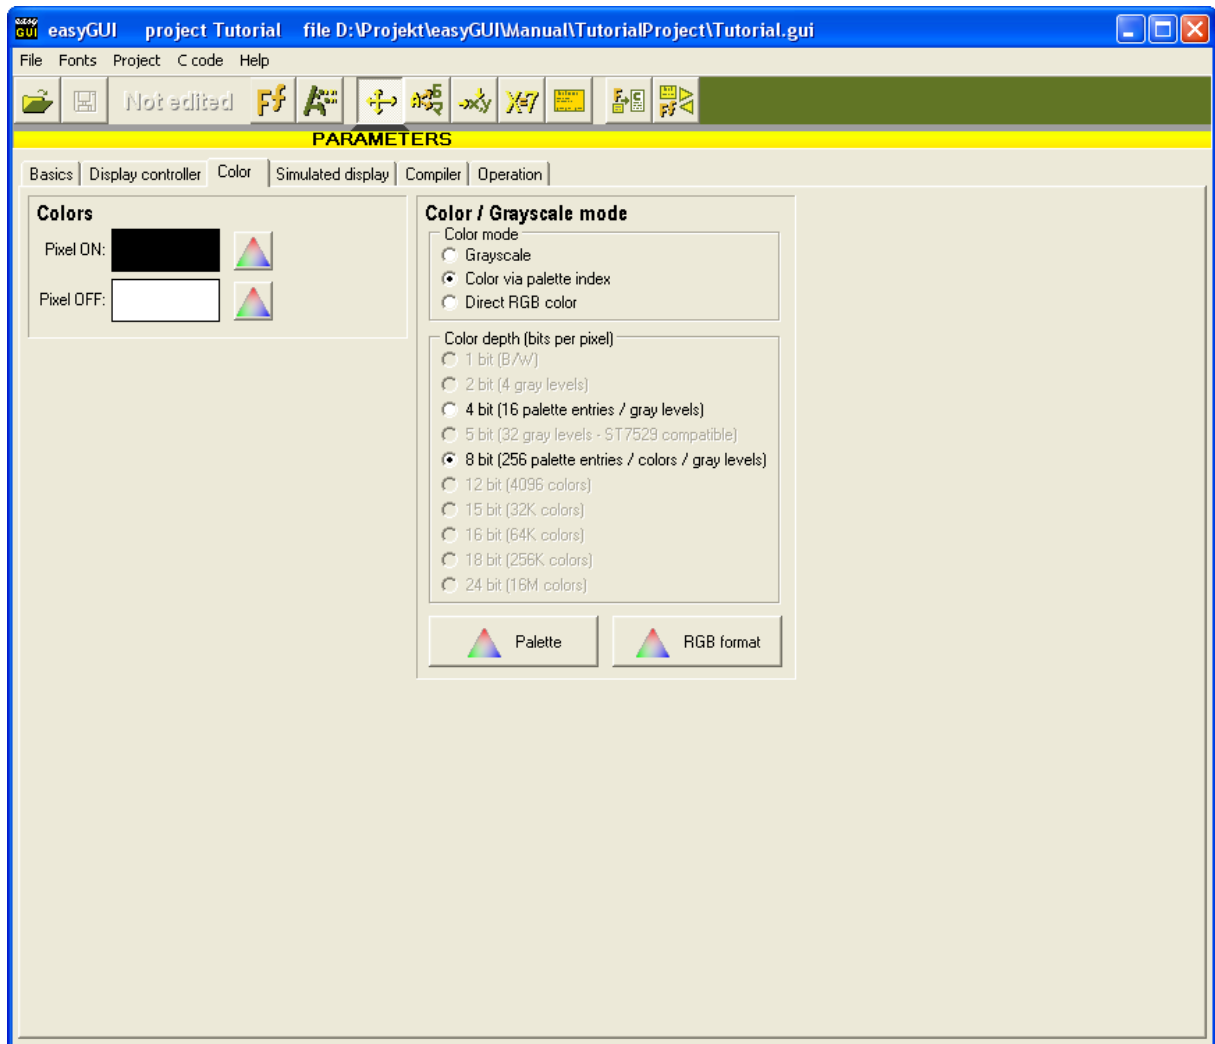 easy GUI easyGUI project Tutorial file D:\Projekt\easyGUI\Manual\TutorialProject\Tutorial.gui
File Fonts Project C code Help
Not edited Ff X=7
PARAMETERS
Basics Display controller Color Simulated display Compiler Operation
Colors
Pixel ON:
Pixel OFF:
Color / Grayscale mode
Color mode
Grayscale
Color via palette index
Direct RGB color
Color depth (bits per pixel)
1 bit (B/W)
2 bit (4 gray levels)
4 bit (16 palette entries / gray levels)
5 bit (32 gray levels - ST7529 compatible)
8 bit (256 palette entries / colors / gray levels)
12 bit (4096 colors)
15 bit (32K colors)
16 bit (64K colors)
18 bit (256K colors)
24 bit (16M colors)
Palette RGB format